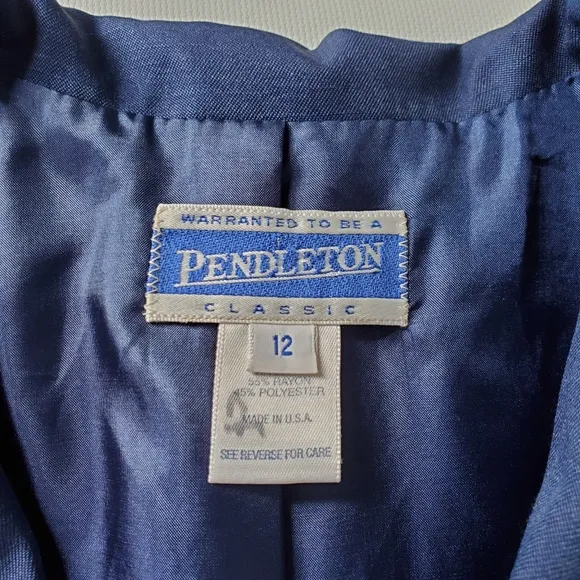 WARRANTED TO BE A
PENDLETON
CLASSIC
12
55% RAYON
45% POLYESTER
MADE IN U.S.A.
SEE REVERSE FOR CARE